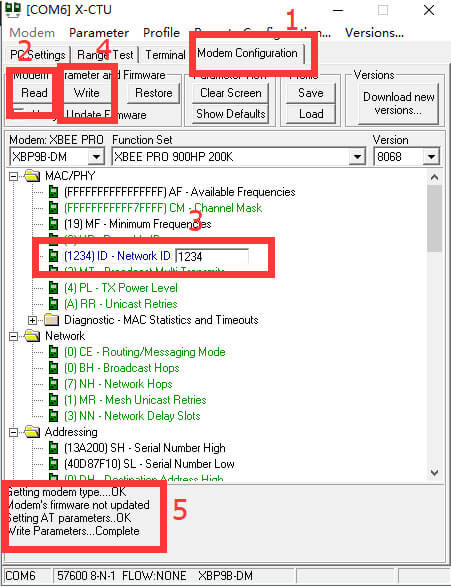 [COM6] X-CTU
Modem Parameter Profile Configuration... Versions...
1
PC Settings Range Test Terminal Modem Configuration
2 4
Modem Parameter and Firmware Versions
Read Write Restore Clear Screen Save Download new versions...
Update Firmware Show Defaults Load
Modem: XBEE PRO Function Set Version
XBP9B-DM XBEE PRO 900HP 200K 8068
MAC/PHY
(FFFFFFFFFFFFFFFF) AF - Available Frequencies
(FFFFFFFFFFF7FFFF) CM - Channel Mask
(19) MF - Minimum Frequencies
3
(1234) ID - Network ID 1234
(3) MT - Broadcast Multi Transmits
(4) PL - TX Power Level
(A) RR - Unicast Retries
Diagnostic - MAC Statistics and Timeouts
Network
(0) CE - Routing/Messaging Mode
(0) BH - Broadcast Hops
(7) NH - Network Hops
(1) MR - Mesh Unicast Retries
(3) NN - Network Delay Slots
Addressing
(13A200) SH - Serial Number High
(40D87F10) SL - Serial Number Low
(0) DH - Destination Address High
Getting modem type....OK
Modem's firmware not updated
Setting AT parameters..OK
Write Parameters...Complete
5
COM6 57600 8-N-1 FLOW:NONE XBP9B-DM